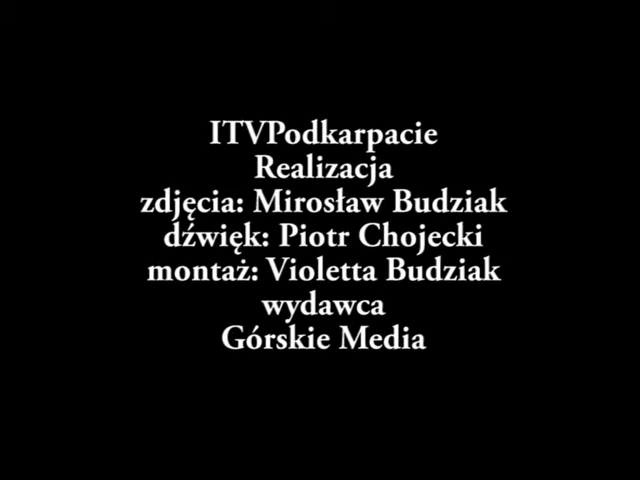 ITVPodkarpacie
Realizacja
zdjęcia: Mirosław Budziak
dźwięk: Piotr Chojecki
montaż: Violetta Budziak
wydawca
Górskie Media